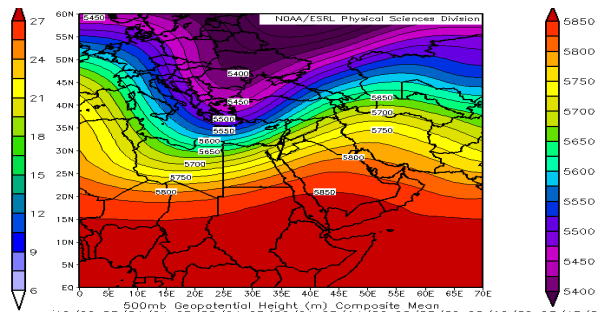 NOAA/ESRL Physical Sciences Division
27
24
21
18
15
12
9
6
60N
55N
50N
45N
40N
35N
30N
25N
20N
15N
10N
5N
EQ
5450
5400
5450
5500
5550
5600
5650
5700
5750
5800
5650
5700
5750
5800
5850
0 5E 10E 15E 20E 25E 30E 35E 40E 45E 50E 55E 60E 65E 70E
500mb Geopotential Height (m) Composite Mean
5850
5800
5750
5700
5650
5600
5550
5500
5450
5400